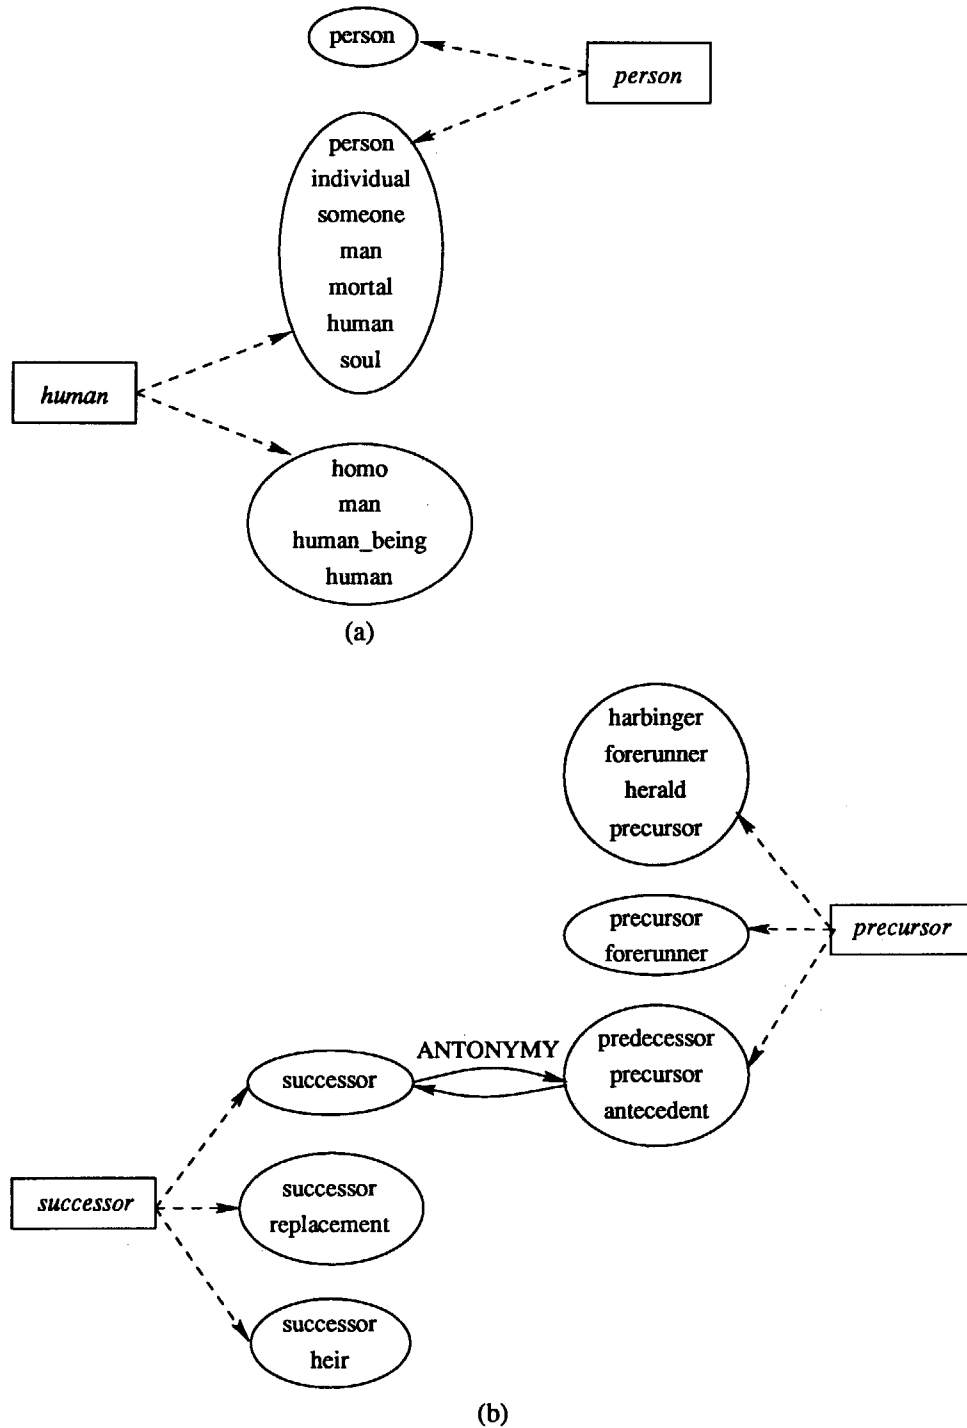 person
person
person
individual
someone
man
mortal
human
soul
human
homo
man
human_being
human
(a)
harbinger
forerunner
herald
precursor
precursor
forerunner
precursor
ANTONYMY
predecessor
precursor
antecedent
successor
successor
successor
replacement
successor
heir
(b)